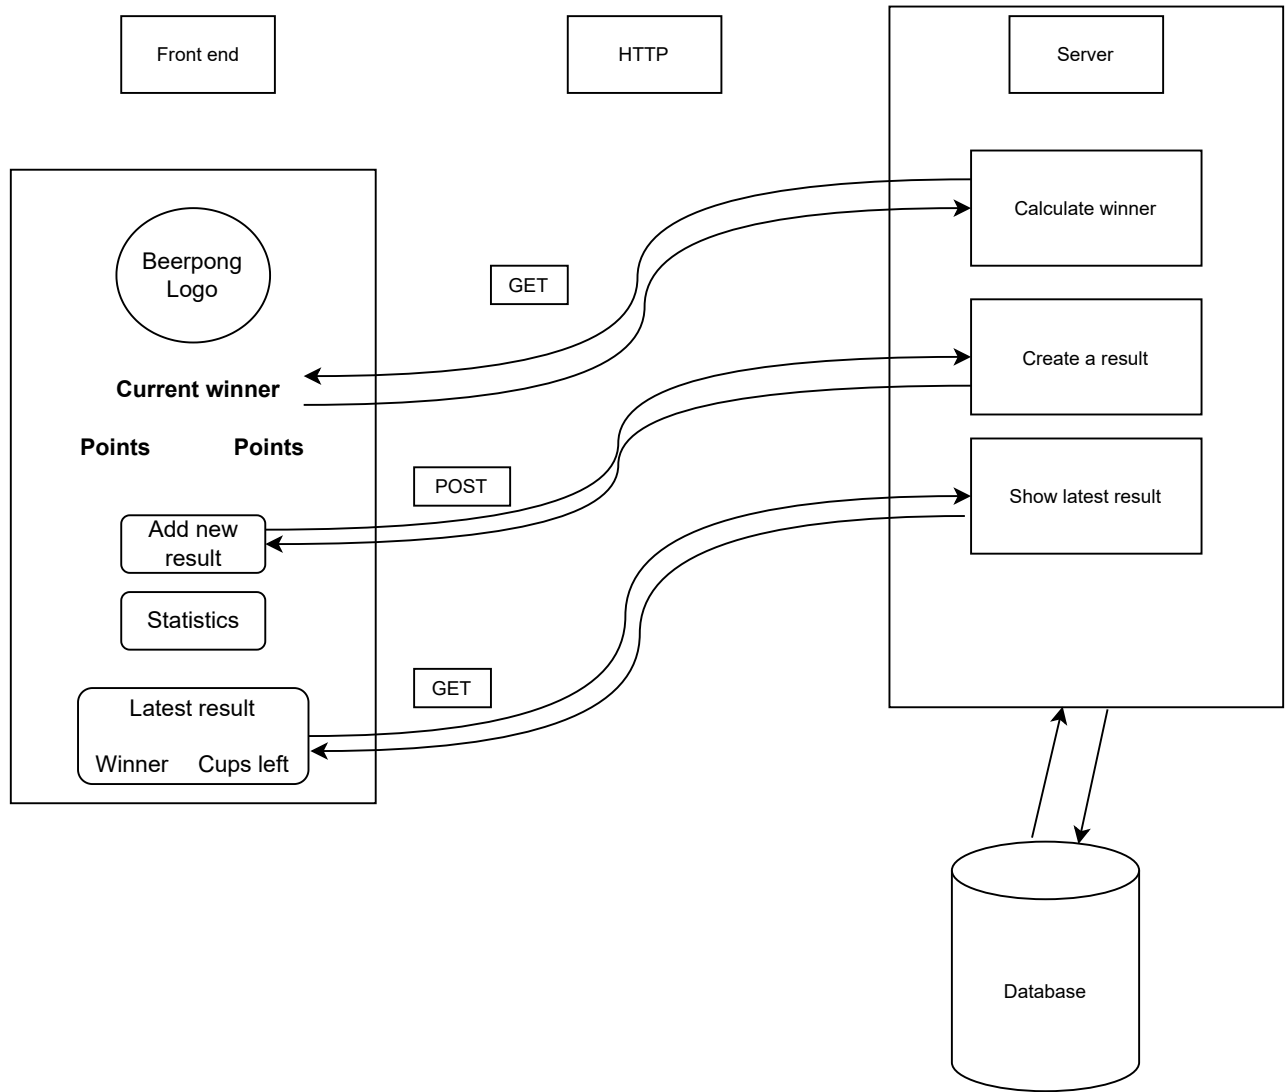 Front end
HTTP
Server
Beerpong
Logo
Current winner
Points
Points
Add new
result
Statistics
Latest result
Winner
Cups left
GET
POST
GET
Calculate winner
Create a result
Show latest result
Database